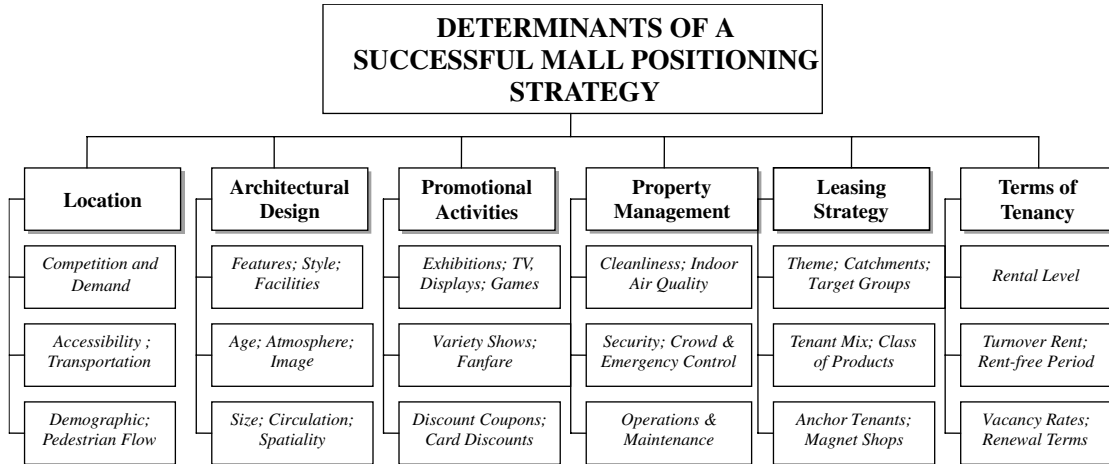 DETERMINANTS OF A
SUCCESSFUL MALL POSITIONING
STRATEGY
Location
Architectural
Design
Promotional
Activities
Property
Management
Leasing
Strategy
Terms of
Tenancy
Competition and
Demand
Features; Style;
Facilities
Exhibitions; TV,
Displays; Games
Cleanliness; Indoor
Air Quality
Theme; Catchments;
Target Groups
Rental Level
Accessibility ;
Transportation
Age; Atmosphere;
Image
Variety Shows;
Fanfare
Security; Crowd &
Emergency Control
Tenant Mix; Class
of Products
Turnover Rent;
Rent-free Period
Demographic;
Pedestrian Flow
Size; Circulation;
Spatiality
Discount Coupons;
Card Discounts
Operations &
Maintenance
Anchor Tenants;
Magnet Shops
Vacancy Rates;
Renewal Terms